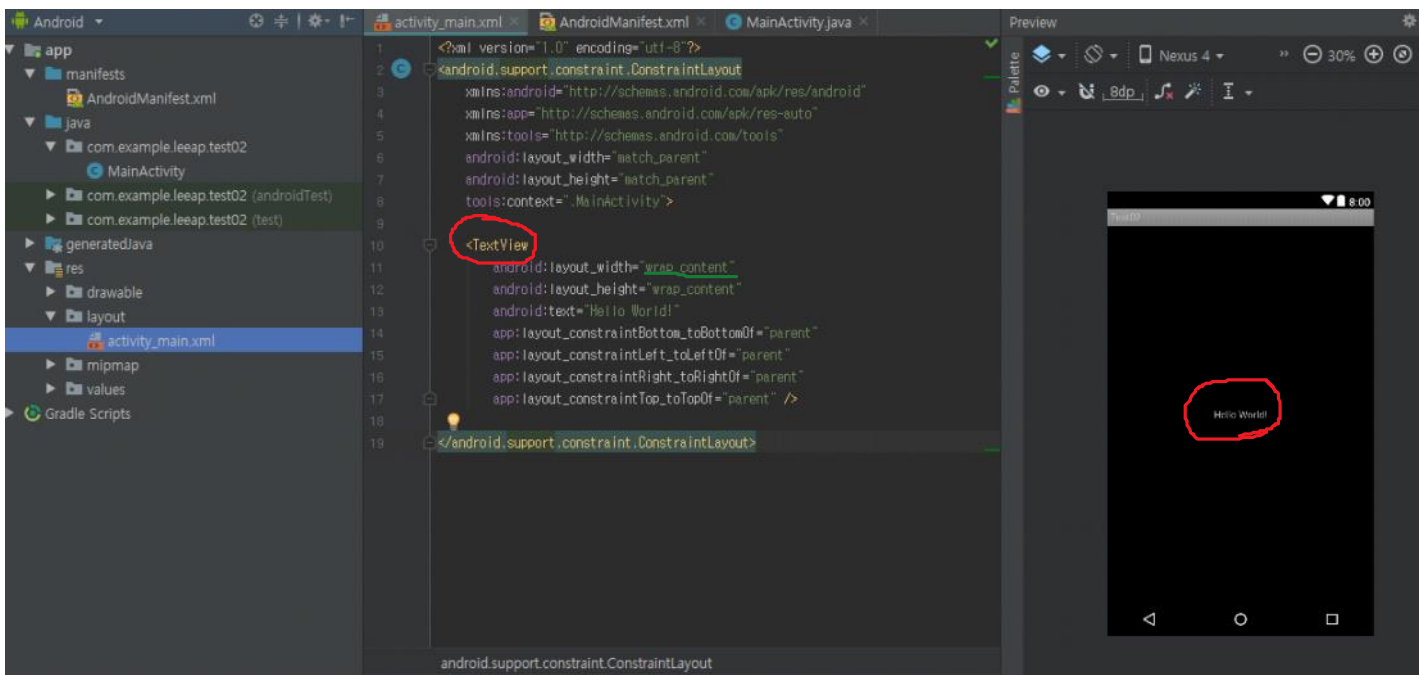 Android
app
manifests
AndroidManifest.xml
java
com.example.leeap.test02
MainActivity
com.example.leeap.test02 (androidTest)
com.example.leeap.test02 (test)
generatedJava
res
drawable
layout
activity_main.xml
mipmap
values
Gradle Scripts
activity_main.xml × AndroidManifest.xml × MainActivity.java ×
1 <?xml version="1.0" encoding="utf-8"?>
2 <android.support.constraint.ConstraintLayout
3 xmlns:android="http://schemas.android.com/apk/res/android"
4 xmlns:app="http://schemas.android.com/apk/res-auto"
5 xmlns:tools="http://schemas.android.com/tools"
6 android:layout_width="match_parent"
7 android:layout_height="match_parent"
8 tools:context=".MainActivity">
9
10 <TextView
11 android:layout_width="wrap_content"
12 android:layout_height="wrap_content"
13 android:text="Hello World!"
14 app:layout_constraintBottom_toBottomOf="parent"
15 app:layout_constraintLeft_toLeftOf="parent"
16 app:layout_constraintRight_toRightOf="parent"
17 app:layout_constraintTop_toTopOf="parent" />
18
19 </android.support.constraint.ConstraintLayout>
android.support.constraint.ConstraintLayout
Preview
Palette
Nexus 4 » 30%
8dp
8:00
Test02
Hello World!